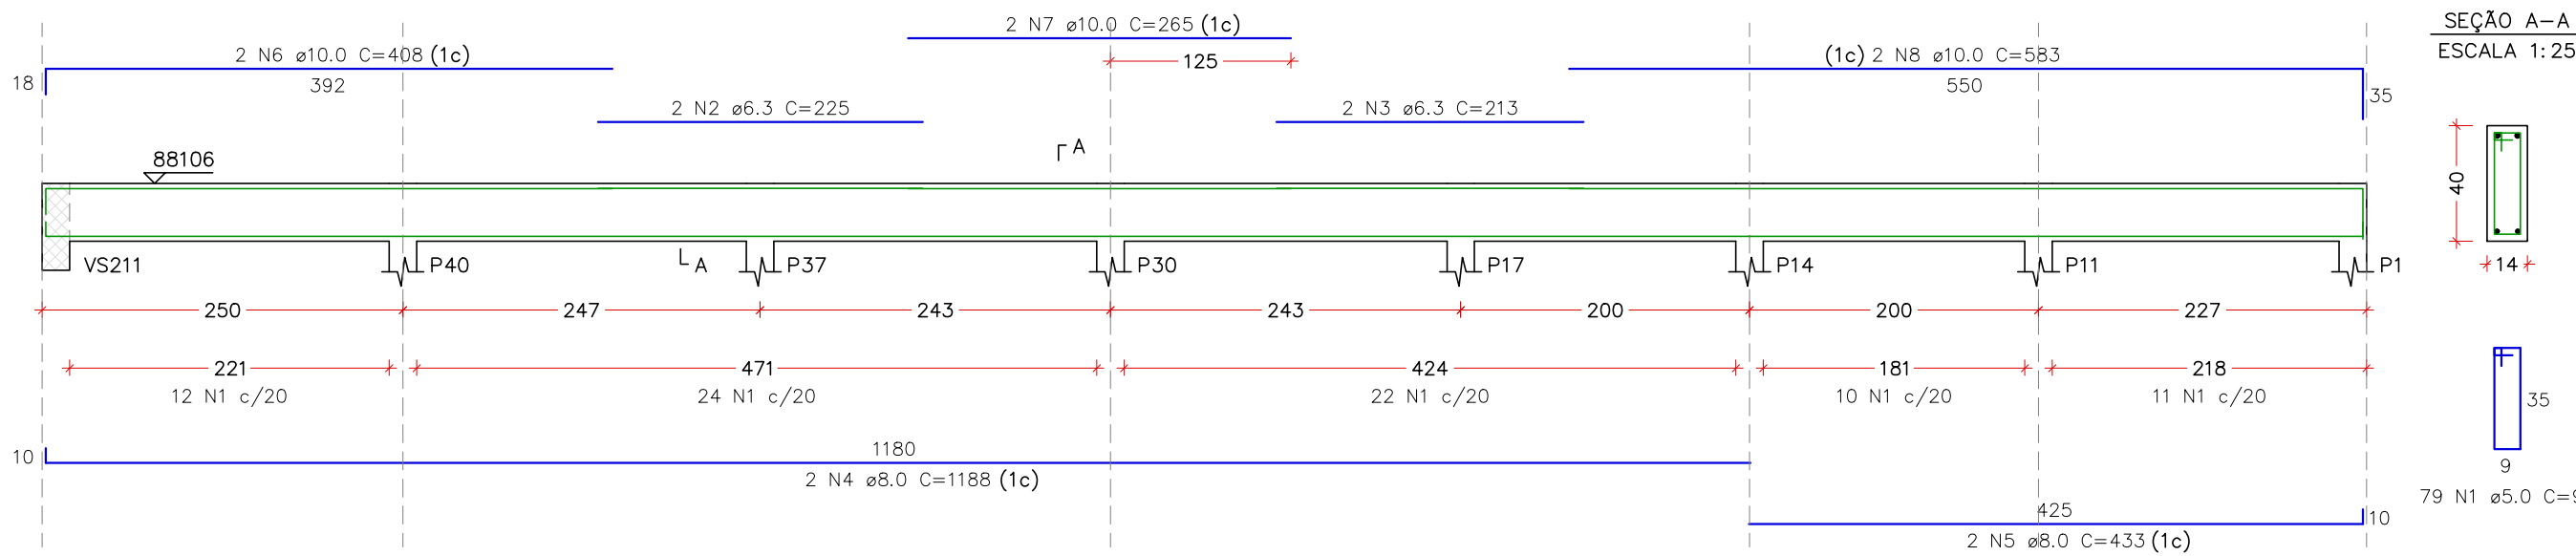 2 N7 ø10.0 C=265 (1c)
SEÇÃO A-A
ESCALA 1:25
2 N6 ø10.0 C=408 (1c)
125
(1c) 2 N8 ø10.0 C=583
18
392
550
35
2 N2 ø6.3 C=225
2 N3 ø6.3 C=213
A
88106
40
VS211
P40
A
P37
P30
P17
P14
P11
P1
14
250
247
243
243
200
200
227
221
471
424
181
218
12 N1 c/20
24 N1 c/20
22 N1 c/20
10 N1 c/20
11 N1 c/20
35
9
10
1180
2 N4 ø8.0 C=1188 (1c)
79 N1 ø5.0 C=9
425
10
2 N5 ø8.0 C=433 (1c)